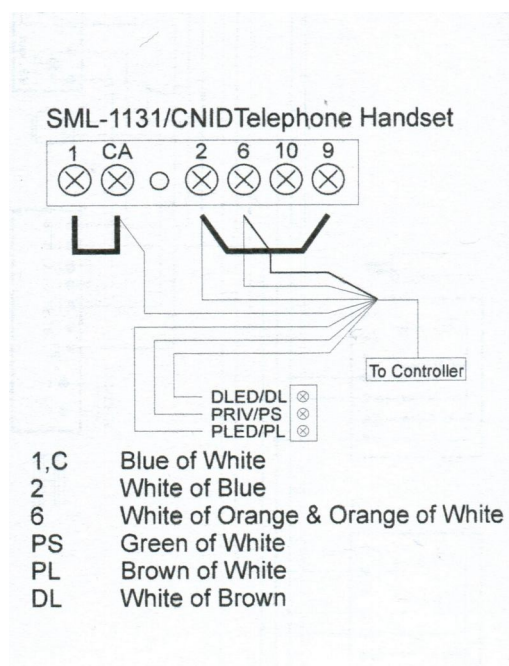 SML-1131/CNIDTelephone Handset
1 CA 2 6 10 9
To Controller
DLED/DL
PRIV/PS
PLED/PL
1,C Blue of White
2 White of Blue
6 White of Orange & Orange of White
PS Green of White
PL Brown of White
DL White of Brown